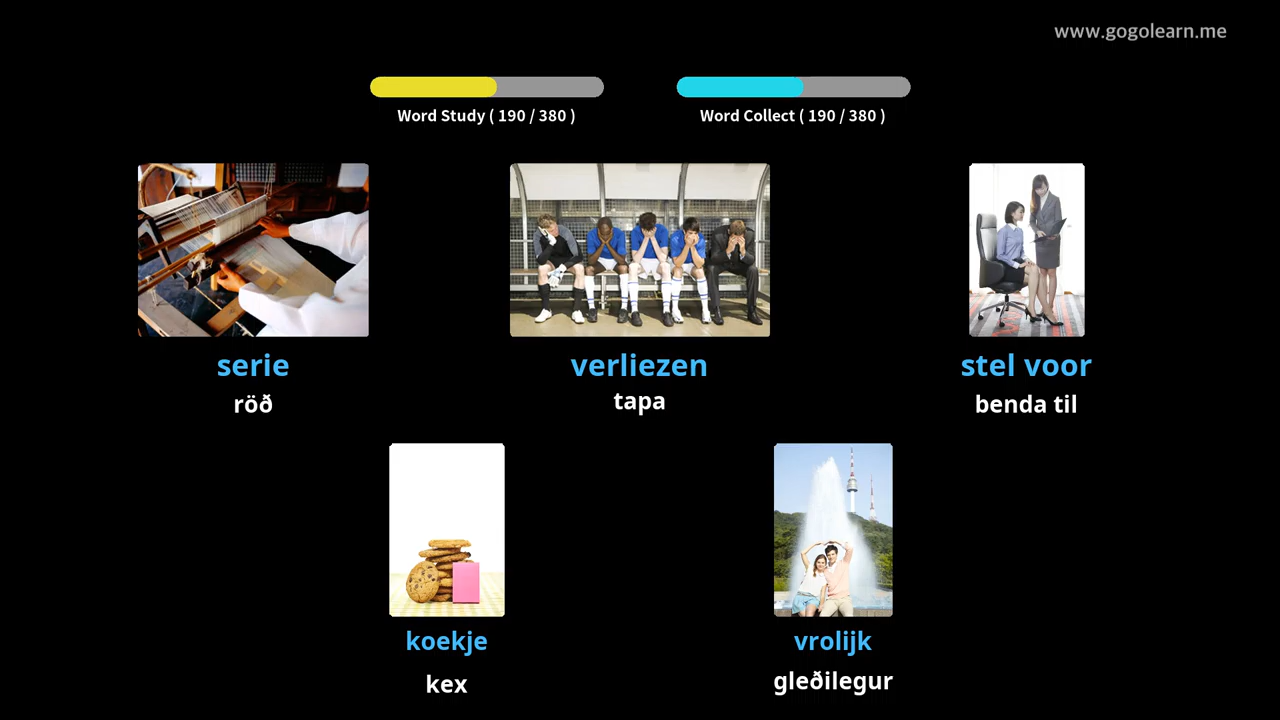 www.gogolearn.me
Word Study ( 190 / 380 )
Word Collect ( 190 / 380 )
serie
röð
verliezen
tapa
stel voor
benda til
koekje
kex
vrolijk
gleðilegur